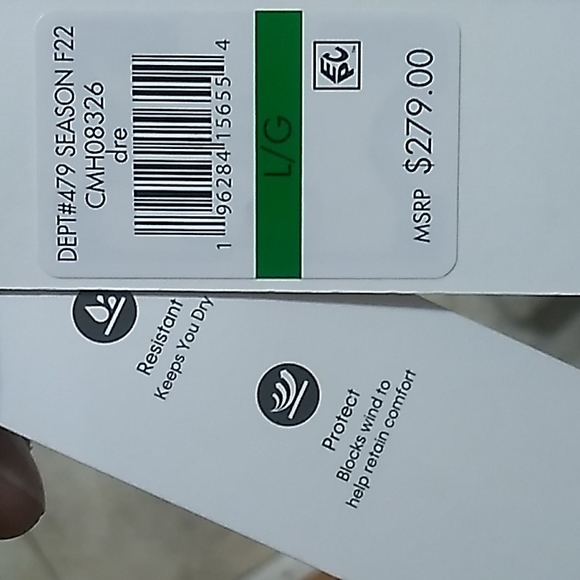 DEPT#479 SEASON F22
CMH08326
dre
1 96284 15655 4
L/G
EPC
MSRP $279.00
Resistant
Keeps You Dry
Protect
Blocks wind to
help retain comfort